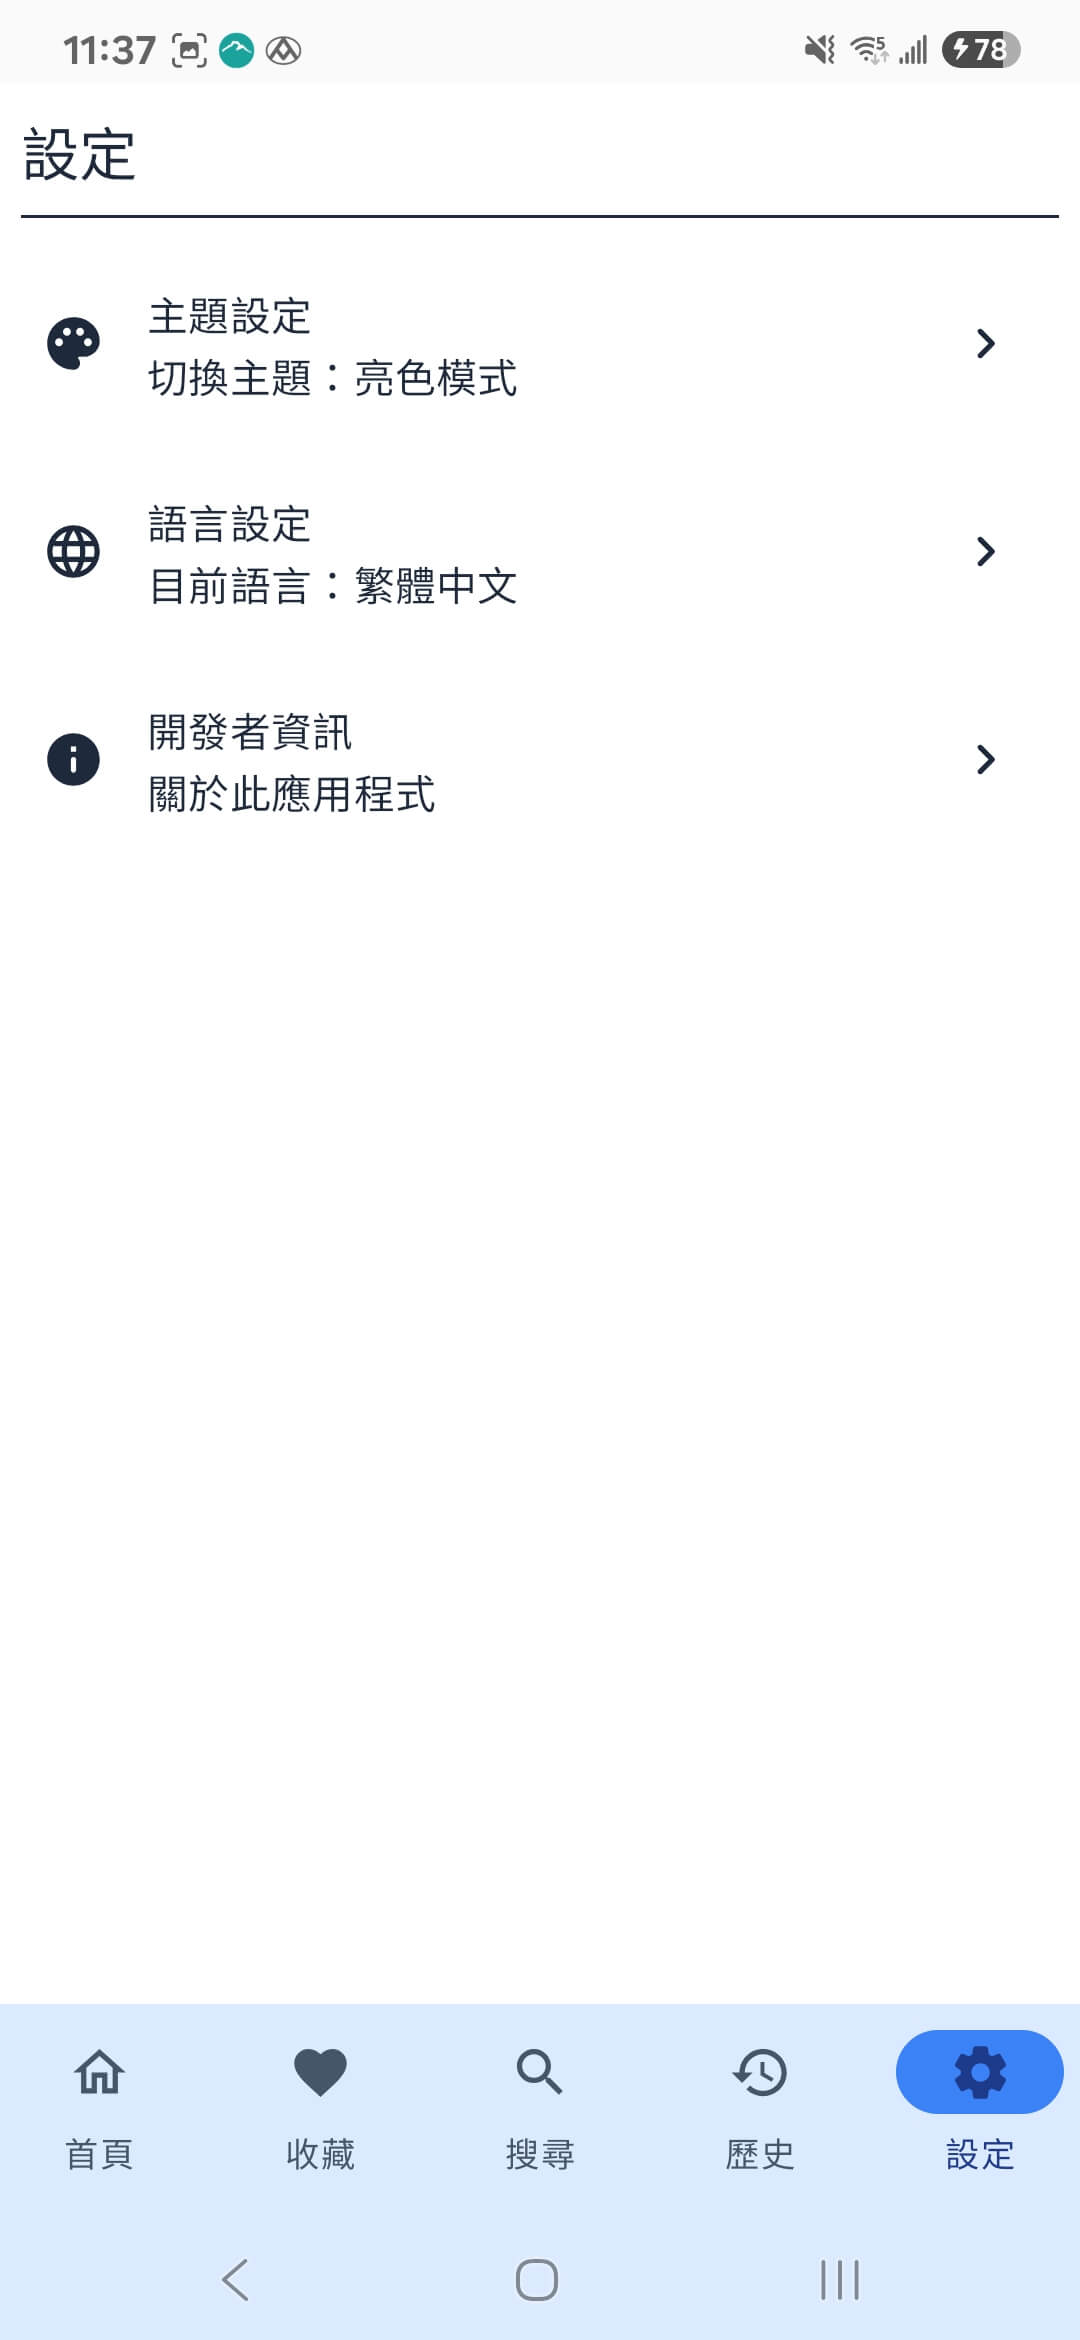 11:37
5
78
設定
主題設定
切換主題：亮色模式
語言設定
目前語言：繁體中文
開發者資訊
關於此應用程式
首頁
收藏
搜尋
歷史
設定